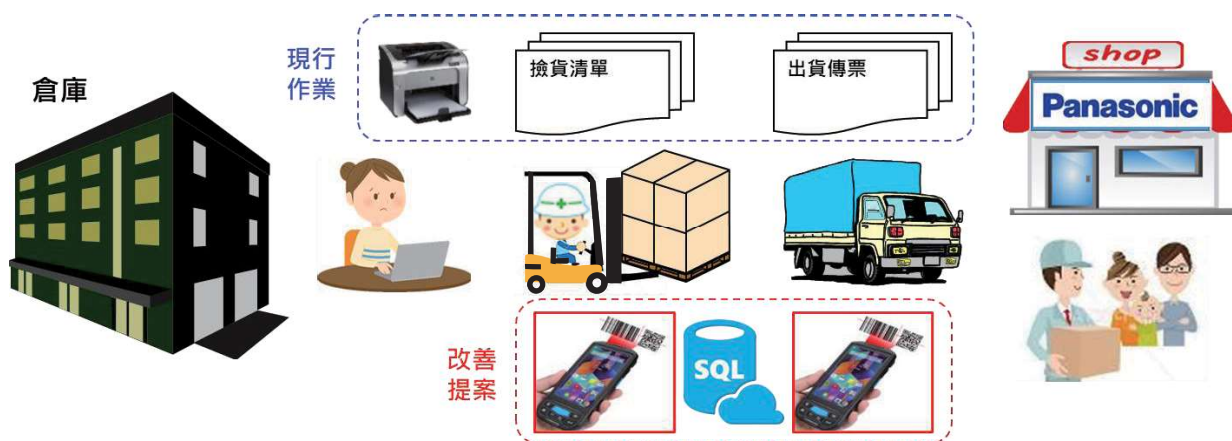 倉庫
現行
作業
撿貨清單
出貨傳票
shop
Panasonic
改善
提案
SQL